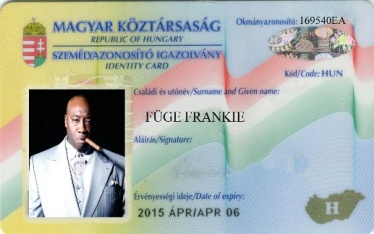 MAGYAR KÖZTÁRSASÁG
REPUBLIC OF HUNGARY
Okmányazonosító: 169540EA
SZEMÉLYAZONOSÍTÓ IGAZOLVÁNY
IDENTITY CARD
Kód/Code: HUN
Családi és utónév/Surname and Given name:
FÜGE FRANKIE
Aláírás/Signature:
Érvényességi ideje/Date of expiry:
2015 ÁPR/APR 06
H